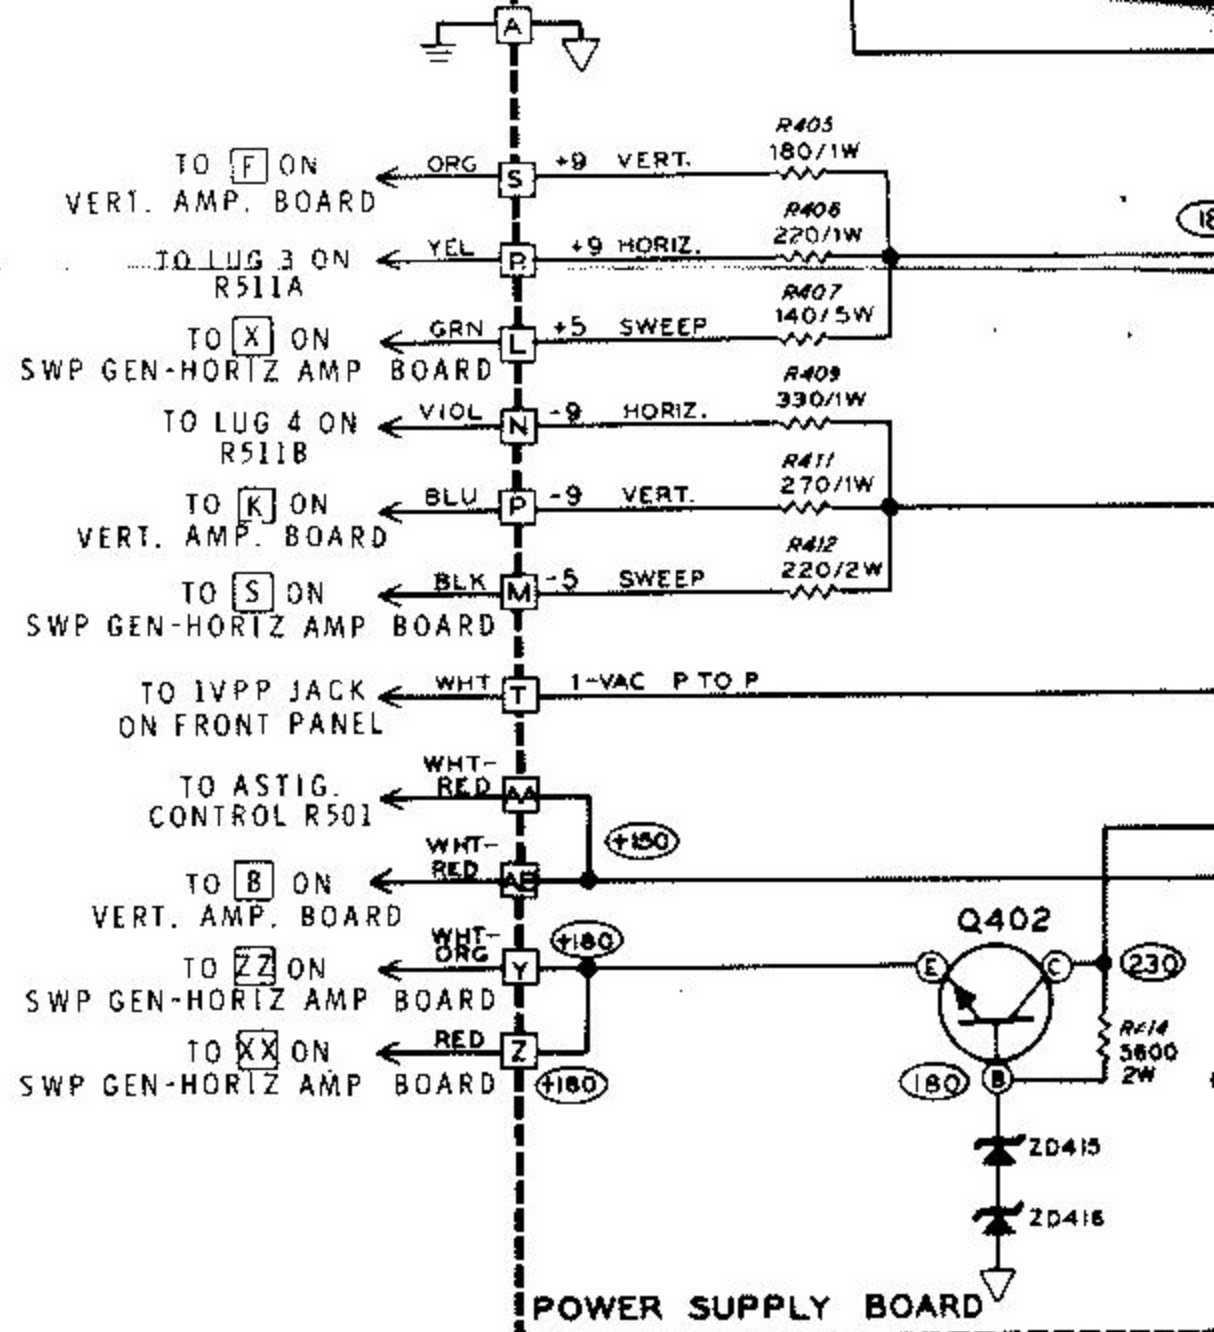 A
R405
180/1W
TO F ON
VERT. AMP. BOARD
ORG
S
+9 VERT.
R406
220/1W
TO LUG 3 ON
R511A
YEL
R
+9 HORIZ.
R407
140/5W
TO X ON
SWP GEN-HORIZ AMP BOARD
GRN
L
+5 SWEEP
R409
330/1W
TO LUG 4 ON
R511B
VIOL
N
-9 HORIZ.
R411
270/1W
TO K ON
VERT. AMP. BOARD
BLU
P
-9 VERT.
R412
220/2W
TO S ON
SWP GEN-HORIZ AMP BOARD
BLK
M
-5 SWEEP
TO 1VPP JACK
ON FRONT PANEL
WHT
T
1-VAC P TO P
TO ASTIG.
CONTROL R501
WHT-
RED
AA
+150
TO B ON
VERT. AMP. BOARD
WHT-
RED
AB
TO ZZ ON
SWP GEN-HORIZ AMP BOARD
WHT-
ORG
Y
+180
Q402
E
C
230
TO XX ON
SWP GEN-HORIZ AMP BOARD
RED
Z
+180
180
B
R414
5600
2W
ZD415
ZD416
POWER SUPPLY BOARD